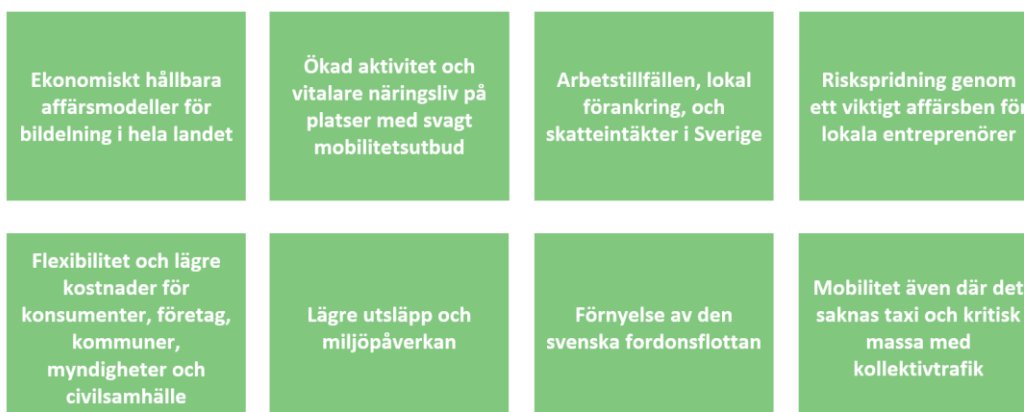 Ekonomiskt hållbara
affärsmodeller för
bildelning i hela landet
Ökad aktivitet och
vitalare näringsliv på
platser med svagt
mobilitetsutbud
Arbetstillfällen, lokal
förankring, och
skatteintäkter i Sverige
Riskspridning genom
ett viktigt affärsben för
lokala entreprenörer
Flexibilitet och lägre
kostnader för
konsumenter, företag,
kommuner,
myndigheter och
civilsamhälle
Lägre utsläpp och
miljöpåverkan
Förnyelse av den
svenska fordonsflottan
Mobilitet även där det
saknas taxi och kritisk
massa med
kollektivtrafik